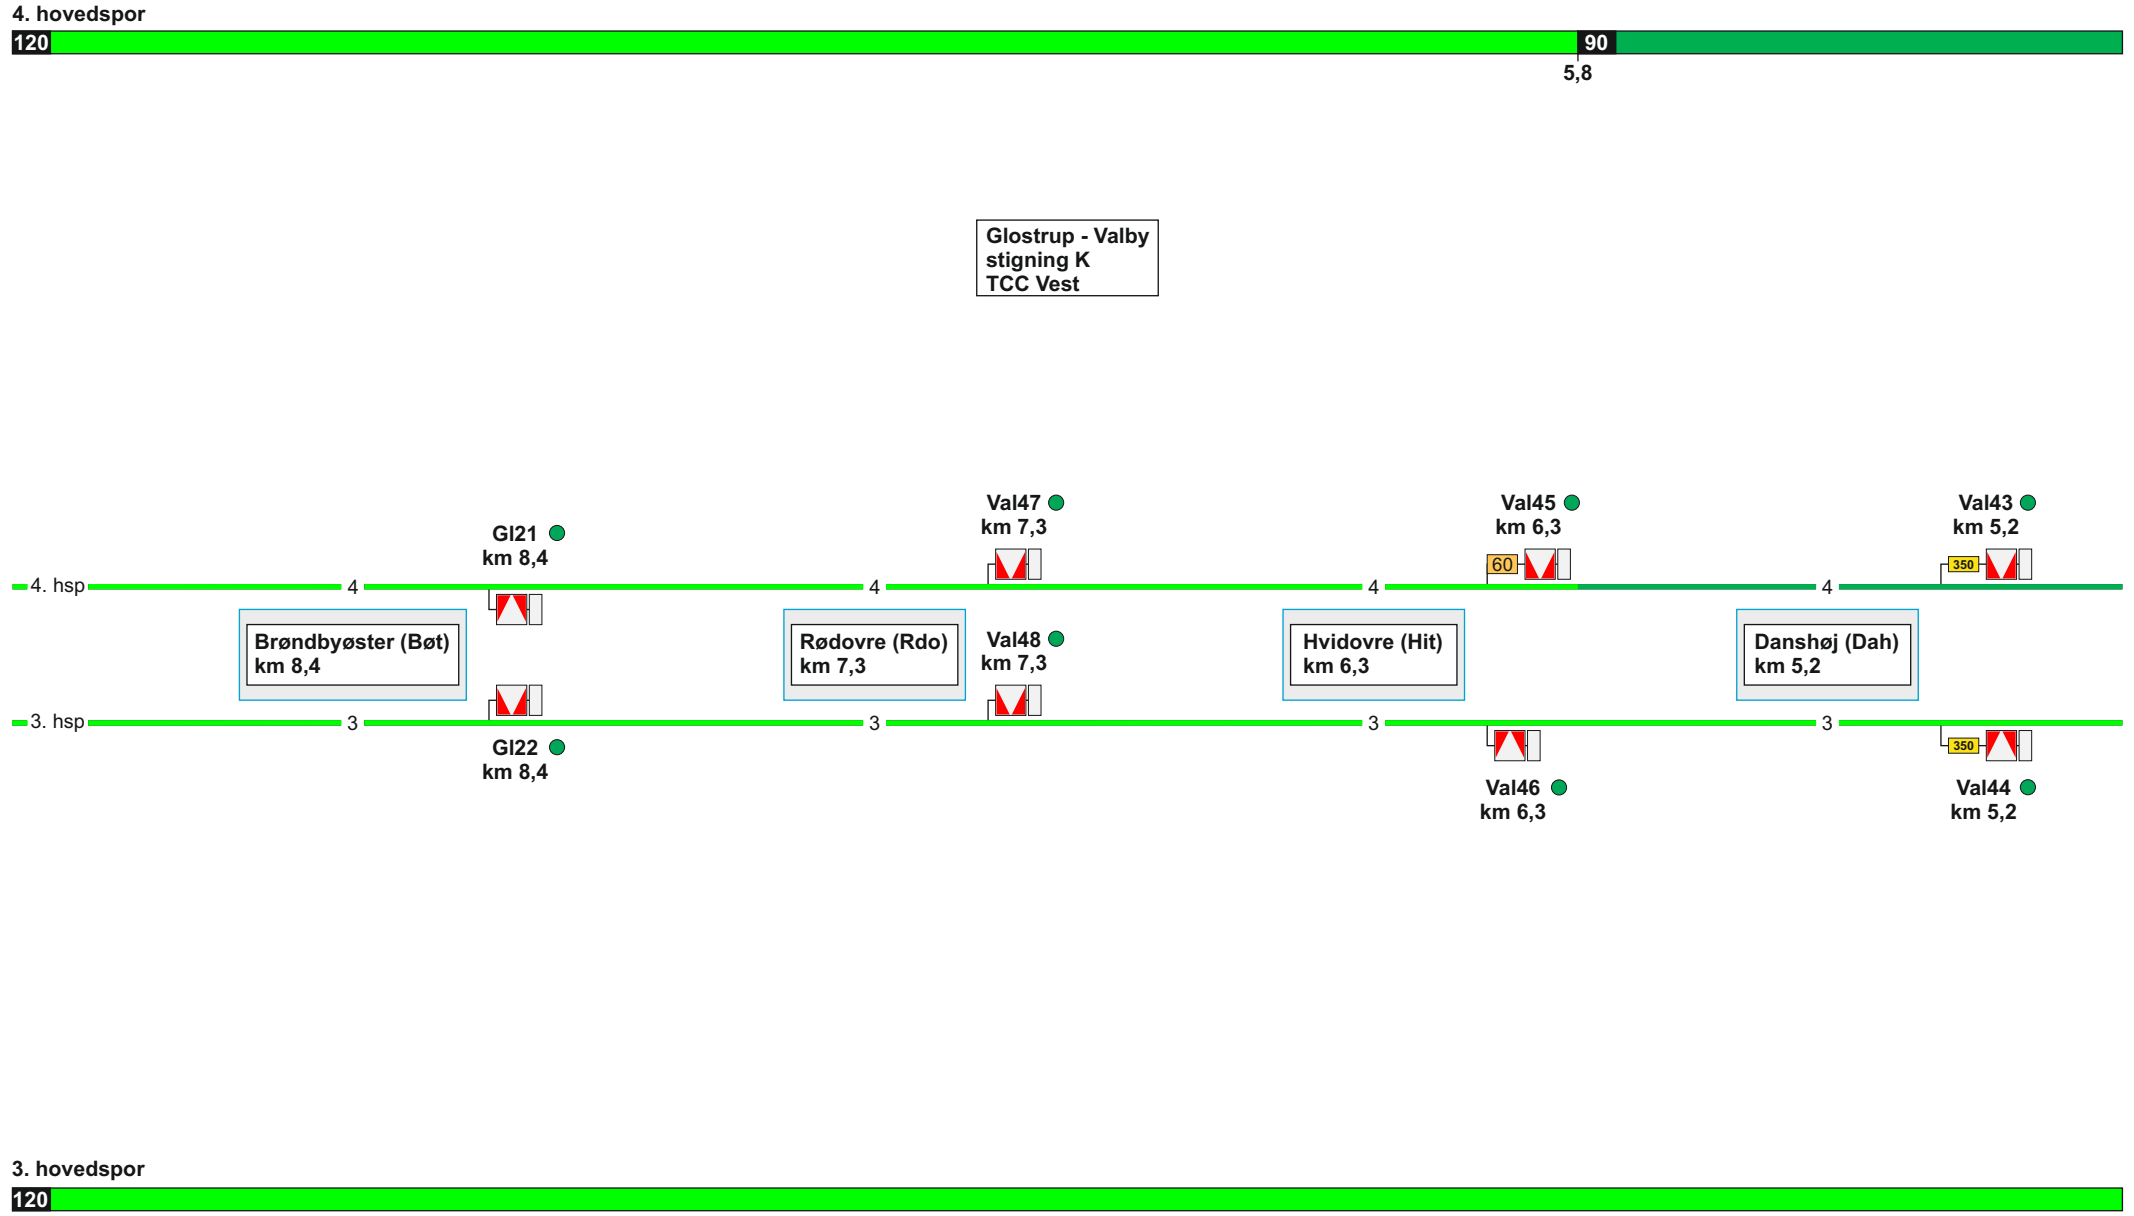 4. hovedspor
120
90
5,8
Glostrup - Valby
stigning K
TCC Vest
Gl21
km 8,4
Val47
km 7,3
Val45
km 6,3
Val43
km 5,2
60
350
4. hsp
4
4
4
4
Brøndbyøster (Bøt)
km 8,4
Rødovre (Rdo)
km 7,3
Val48
km 7,3
Hvidovre (Hit)
km 6,3
Danshøj (Dah)
km 5,2
3. hsp
3
3
3
3
Gl22
km 8,4
350
Val46
km 6,3
Val44
km 5,2
3. hovedspor
120